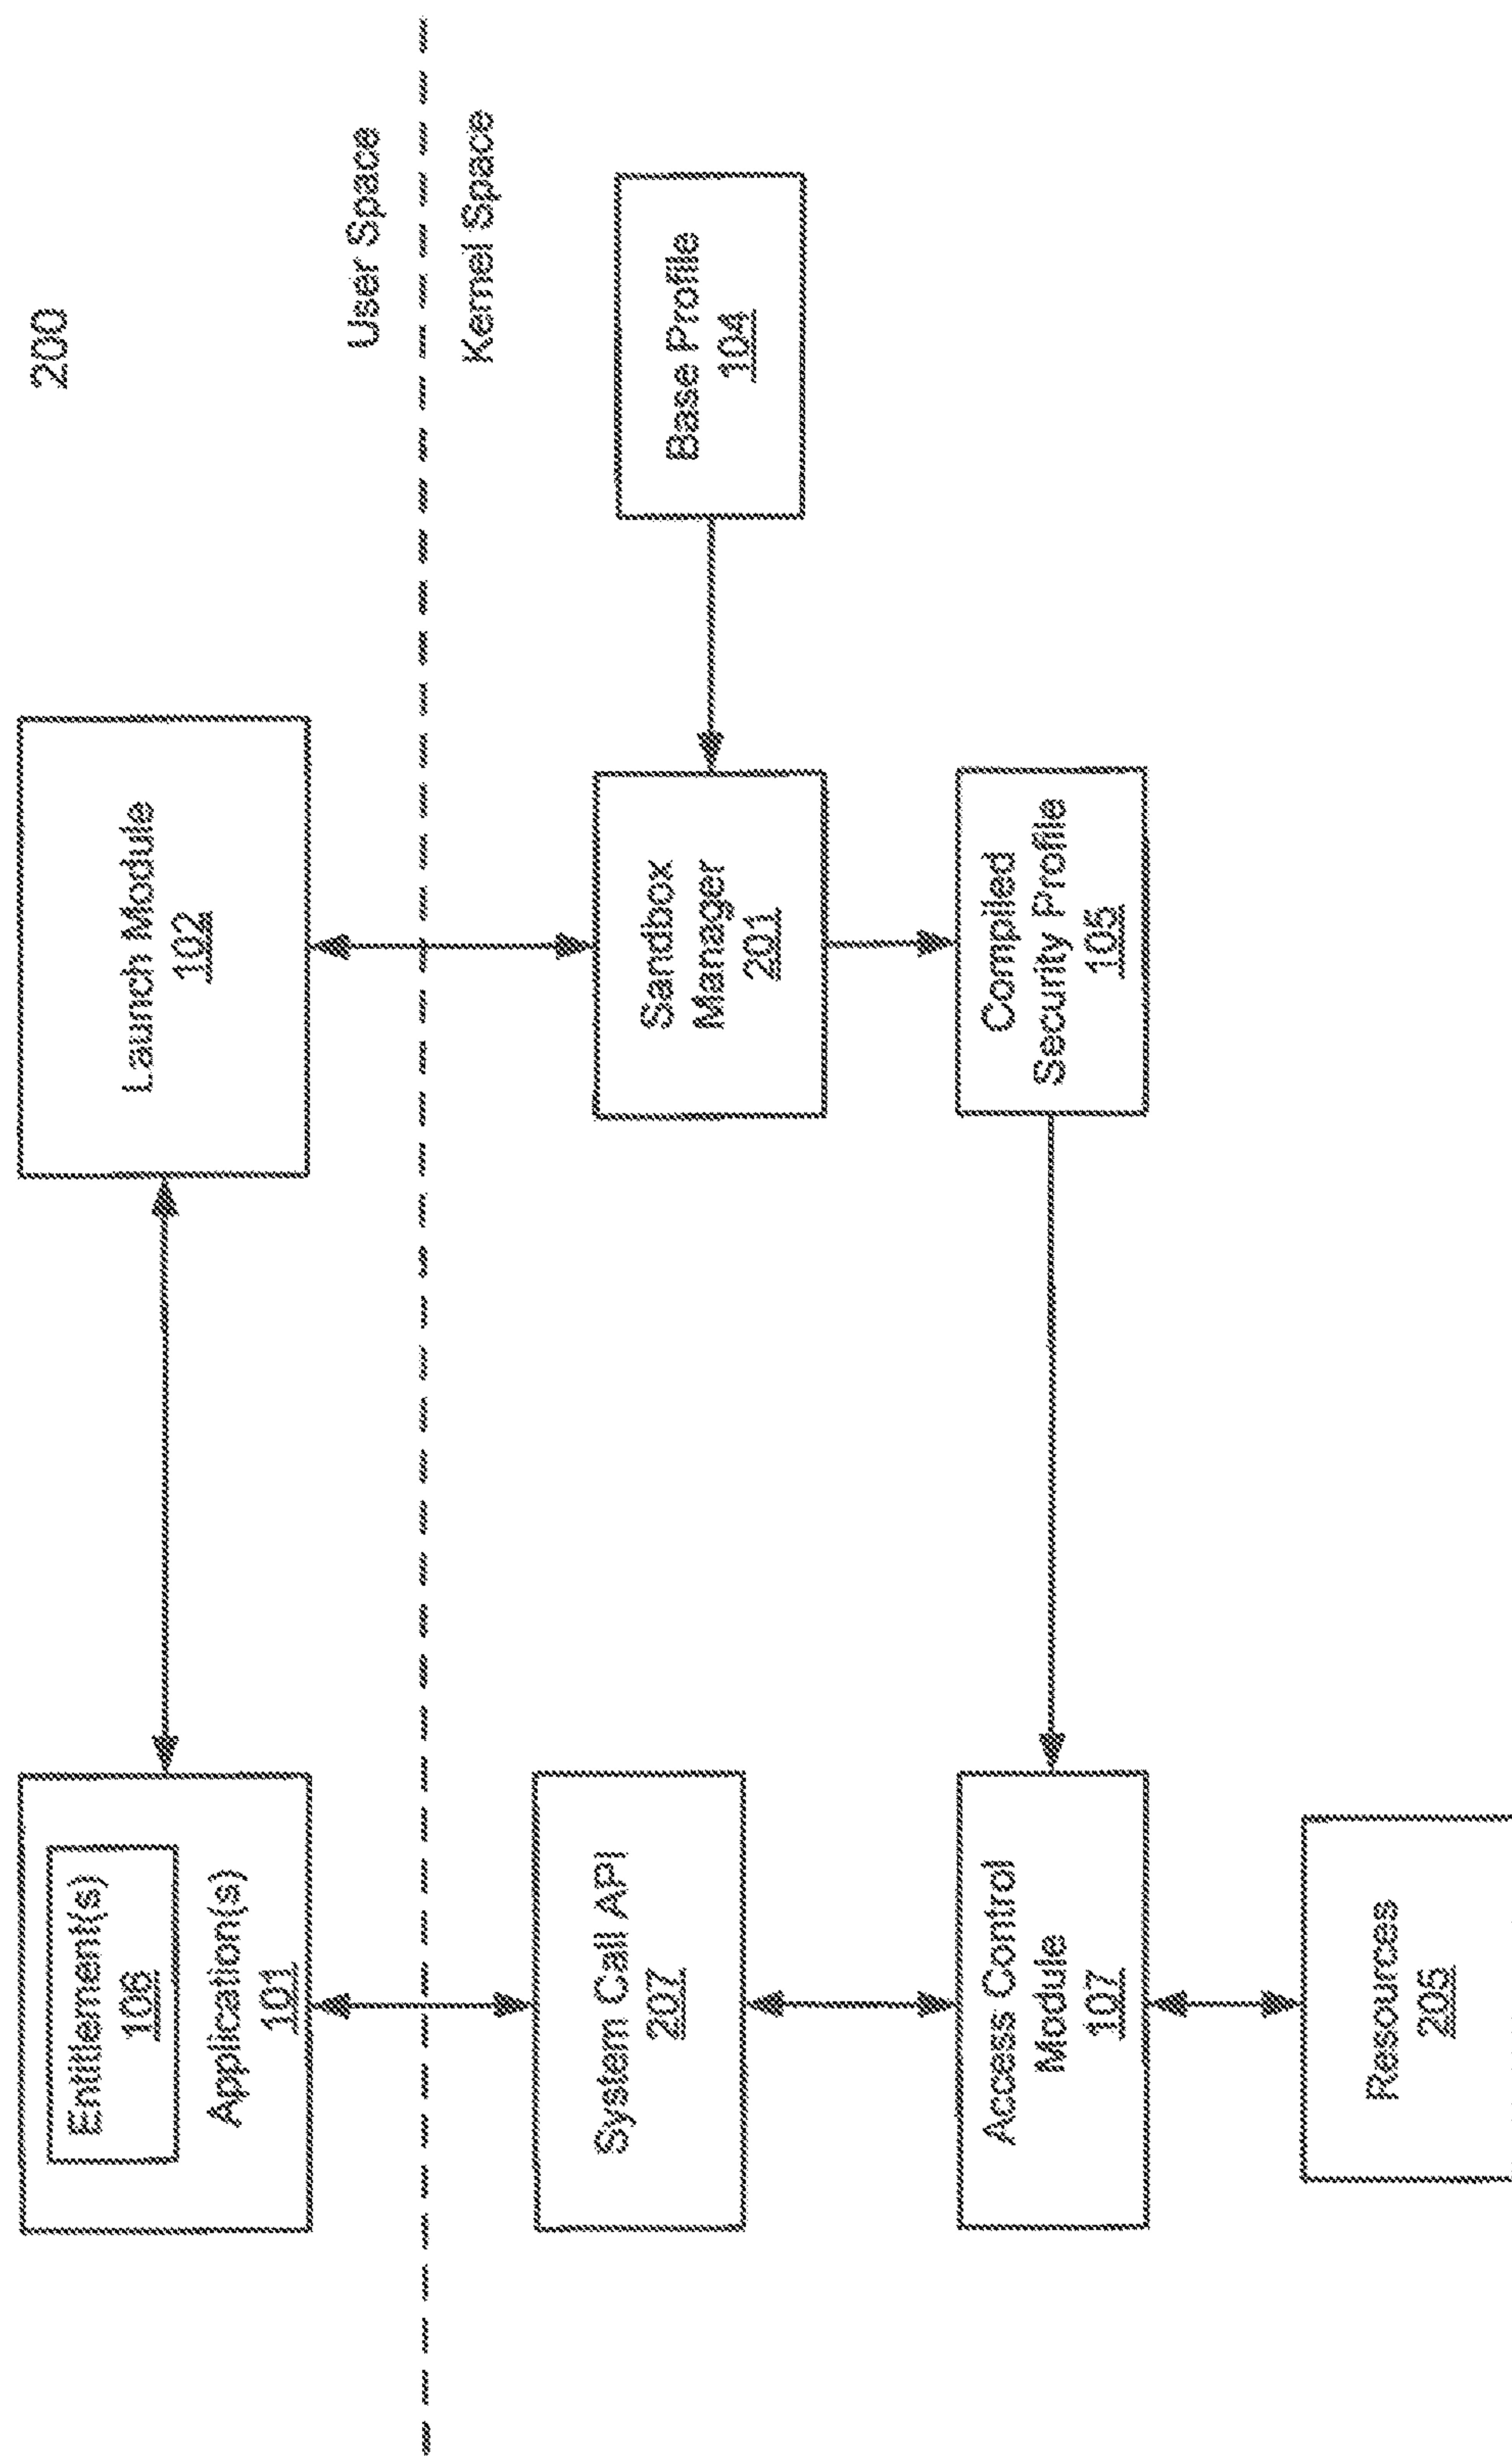 200
Entitlement(s)
106
Application(s)
101
Launch Module
102
User Space
Kernel Space
System Call API
207
Sandbox
Manager
201
Base Profile
104
Access Control
Module
107
Compiled
Security Profile
105
Resources
205